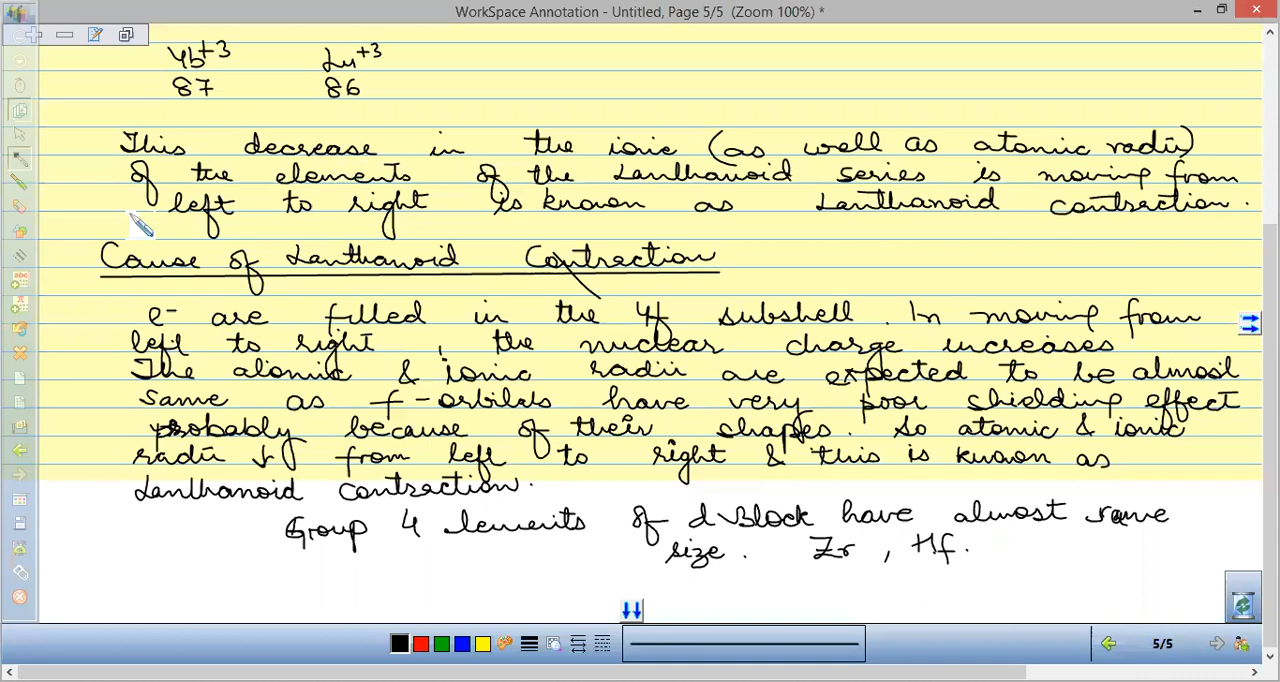 WorkSpace Annotation - Untitled, Page 5/5 (Zoom 100%) *
Yb+3 Lu+3
87 86
This decrease in the ionic (as well as atomic radii)
of the elements of the Lanthanoid series is moving from
left to right is known as Lanthanoid contraction.
Cause of Lanthanoid Contraction
e- are filled in the 4f subshell. In moving from
left to right, the nuclear charge increases
The atomic & ionic radii are expected to be almost
same as f-orbitals have very poor shielding effect
probably because of their shapes. So atomic & ionic
radii ↓ from left to right & this is known as
Lanthanoid contraction.
Group 4 lements of d Block have almost same
size. Zr, Hf.
5/5